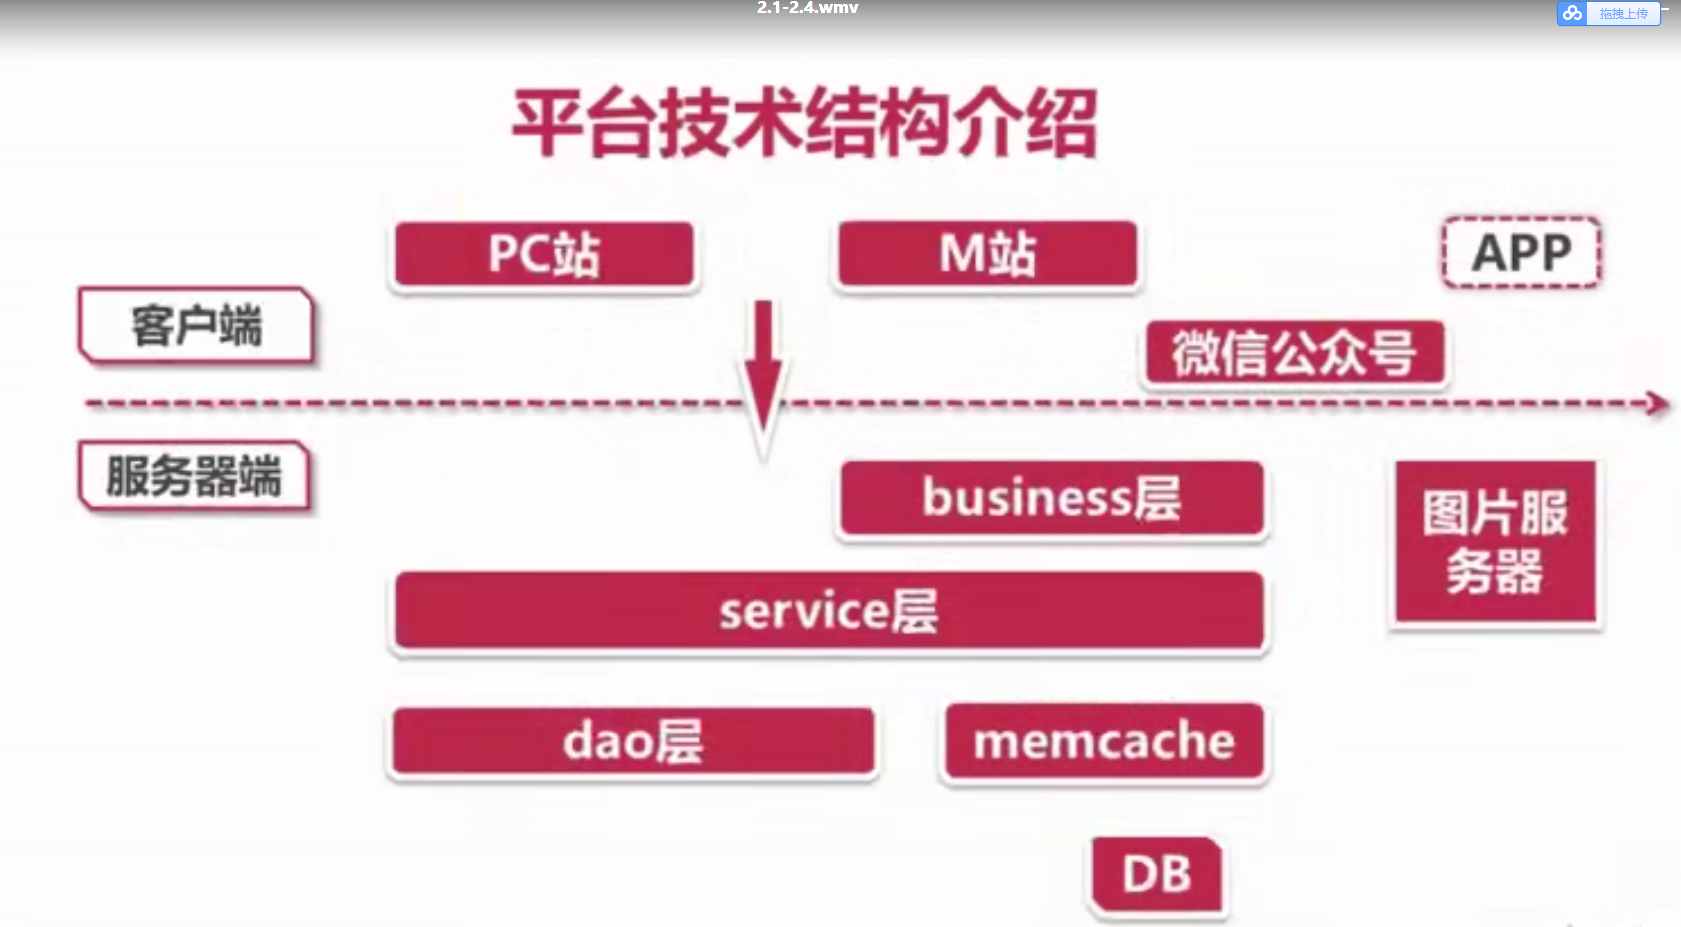 2.1-2.4.wmv
拖拽上传
平台技术结构介绍
PC站
M站
APP
客户端
微信公众号
服务器端
business层
图片服
务器
service层
dao层
memcache
DB